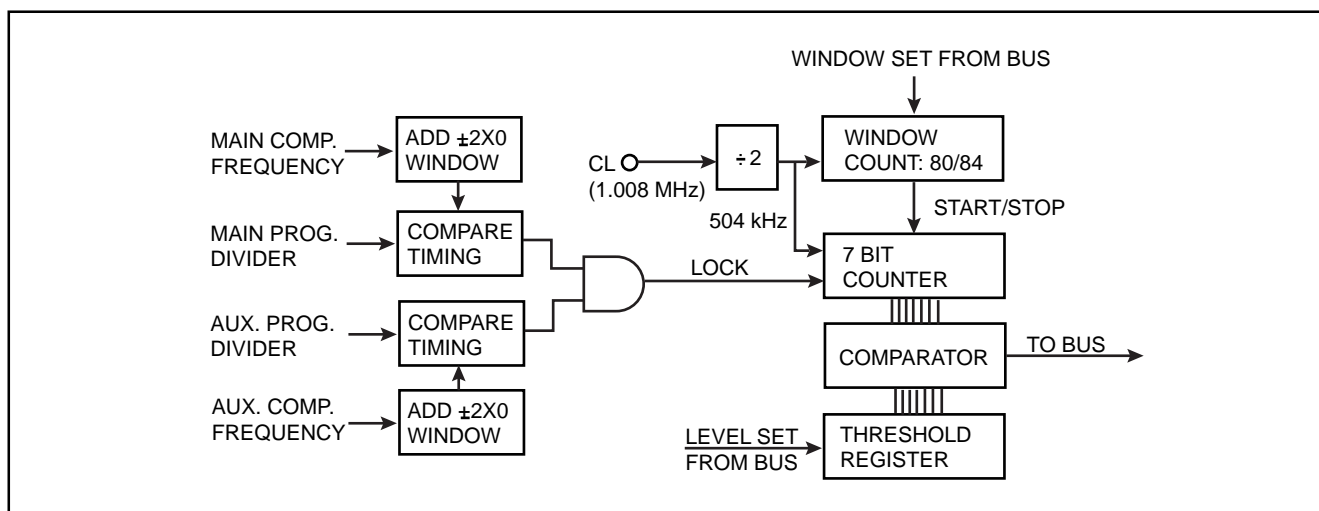 WINDOW SET FROM BUS
MAIN COMP.
FREQUENCY
ADD ±2X0
WINDOW
CL
(1.008 MHz)
÷2
WINDOW
COUNT: 80/84
504 kHz
START/STOP
MAIN PROG.
DIVIDER
COMPARE
TIMING
LOCK
7 BIT
COUNTER
AUX. PROG.
DIVIDER
COMPARE
TIMING
COMPARATOR
TO BUS
AUX. COMP.
FREQUENCY
ADD ±2X0
WINDOW
LEVEL SET
FROM BUS
THRESHOLD
REGISTER